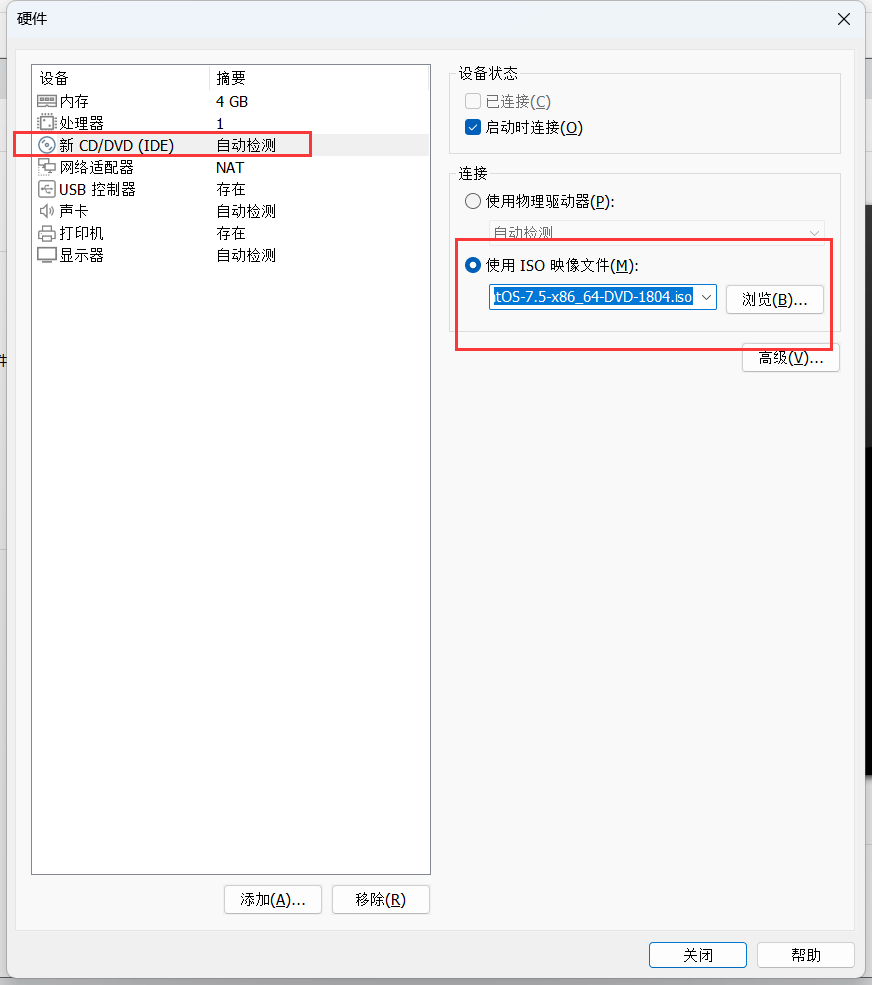 硬件
设备 摘要
内存 4 GB
处理器 1
新 CD/DVD (IDE) 自动检测
网络适配器 NAT
USB 控制器 存在
声卡 自动检测
打印机 存在
显示器 自动检测
添加(A)... 移除(R)
设备状态
已连接(C)
启动时连接(O)
连接
使用物理驱动器(P):
自动检测
使用 ISO 映像文件(M):
tOS-7.5-x86_64-DVD-1804.iso 浏览(B)...
高级(V)...
关闭 帮助